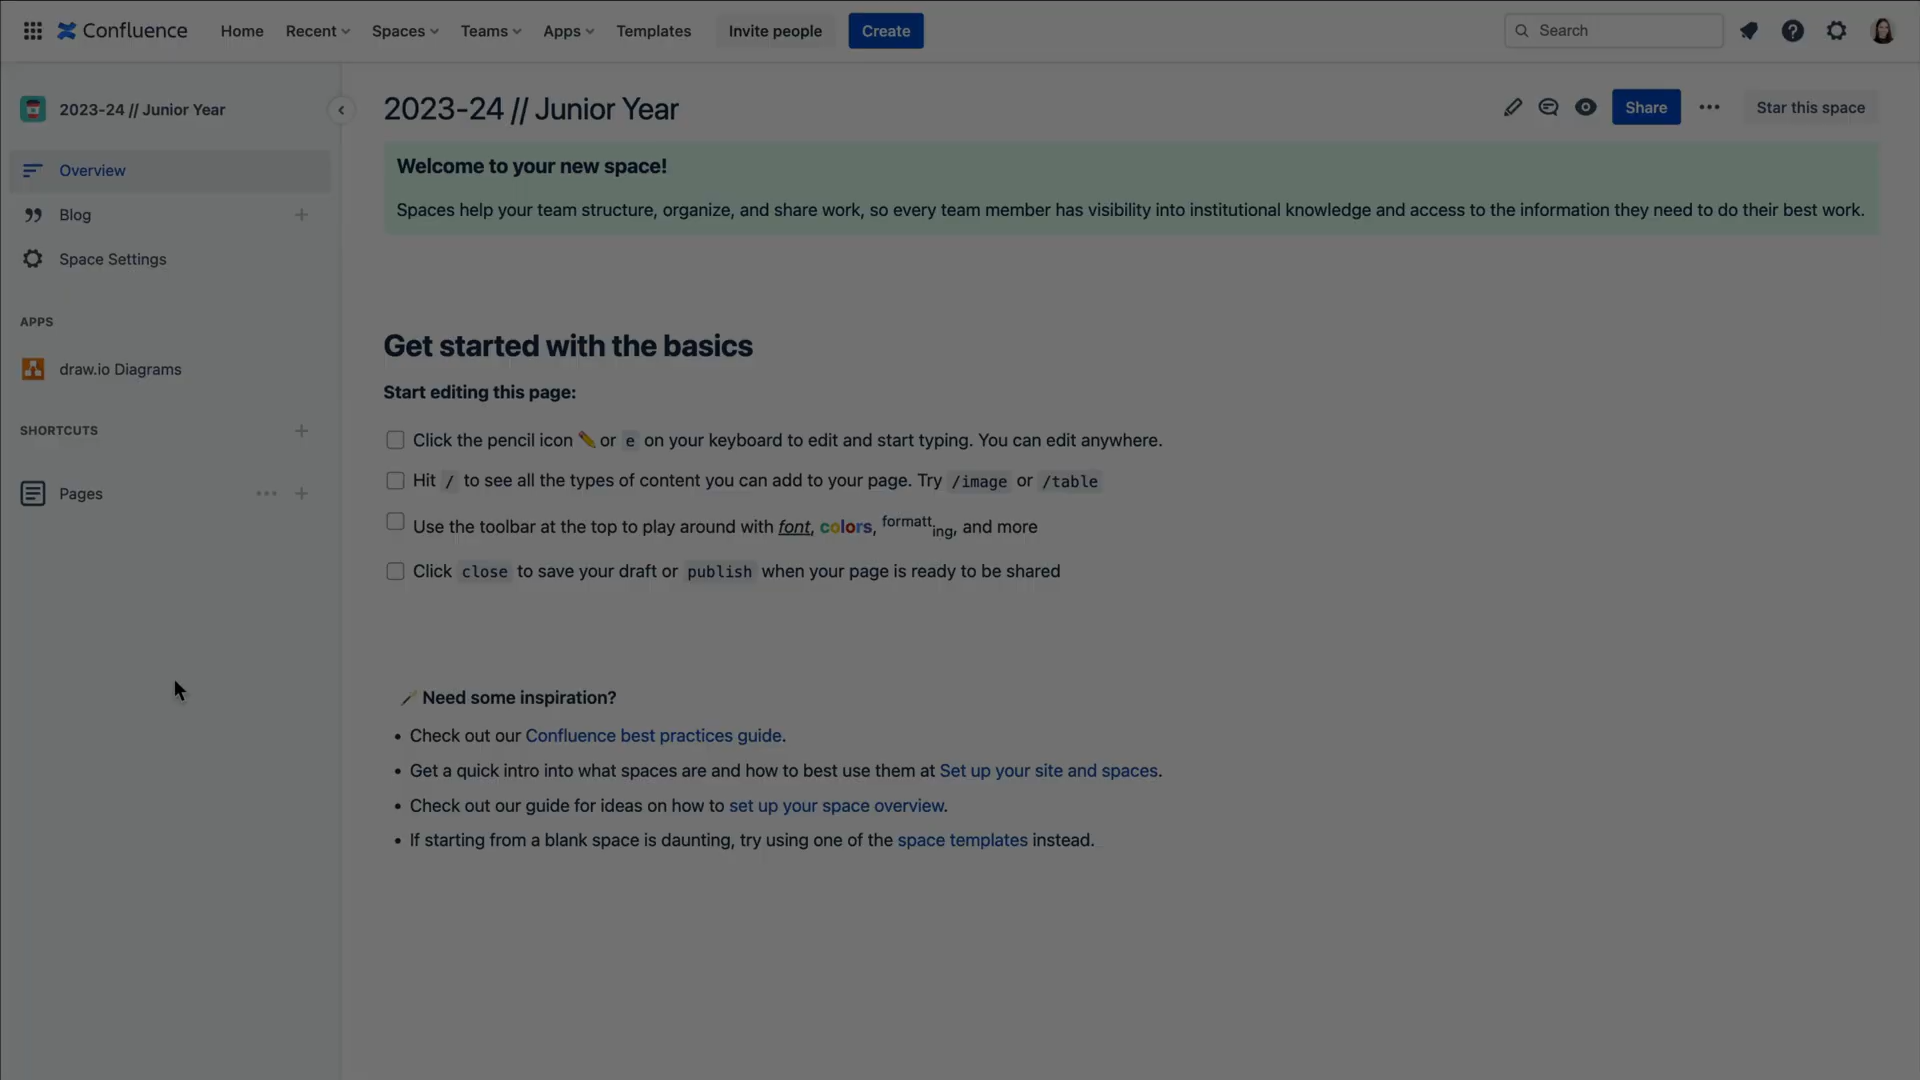 Confluence
Home
Recent
Spaces
Teams
Apps
Templates
Invite people
Create
Search
2023-24 // Junior Year
Overview
Blog
Space Settings
APPS
draw.io Diagrams
SHORTCUTS
Pages
2023-24 // Junior Year
Share
Star this space
Welcome to your new space!
Spaces help your team structure, organize, and share work, so every team member has visibility into institutional knowledge and access to the information they need to do their best work.
Get started with the basics
Start editing this page:
Click the pencil icon ✏️ or e on your keyboard to edit and start typing. You can edit anywhere.
Hit / to see all the types of content you can add to your page. Try /image or /table
Use the toolbar at the top to play around with font, colors, formatting, and more
Click close to save your draft or publish when your page is ready to be shared
Need some inspiration?
• Check out our Confluence best practices guide.
• Get a quick intro into what spaces are and how to best use them at Set up your site and spaces.
• Check out our guide for ideas on how to set up your space overview.
• If starting from a blank space is daunting, try using one of the space templates instead.